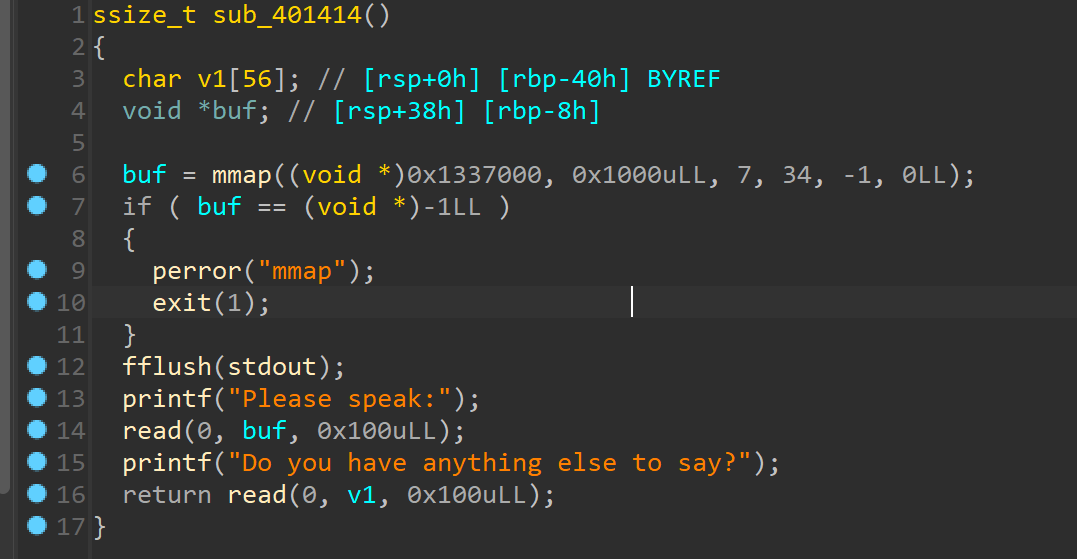 1 ssize_t sub_401414()
2 {
3   char v1[56]; // [rsp+0h] [rbp-40h] BYREF
4   void *buf; // [rsp+38h] [rbp-8h]
5
6   buf = mmap((void *)0x1337000, 0x1000uLL, 7, 34, -1, 0LL);
7   if ( buf == (void *)-1LL )
8   {
9     perror("mmap");
10     exit(1);
11   }
12   fflush(stdout);
13   printf("Please speak:");
14   read(0, buf, 0x100uLL);
15   printf("Do you have anything else to say?");
16   return read(0, v1, 0x100uLL);
17 }